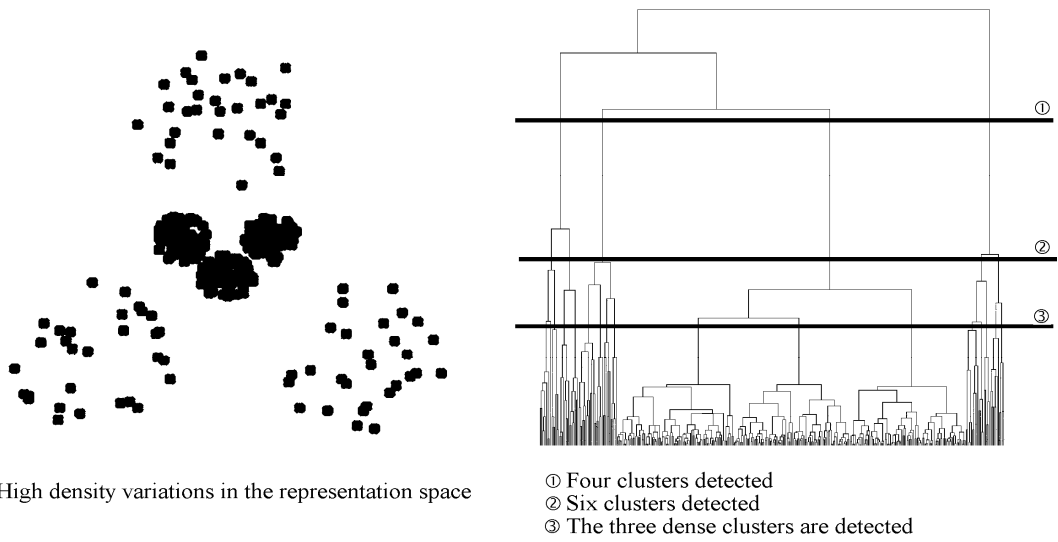 ①
②
③
High density variations in the representation space
① Four clusters detected
② Six clusters detected
③ The three dense clusters are detected